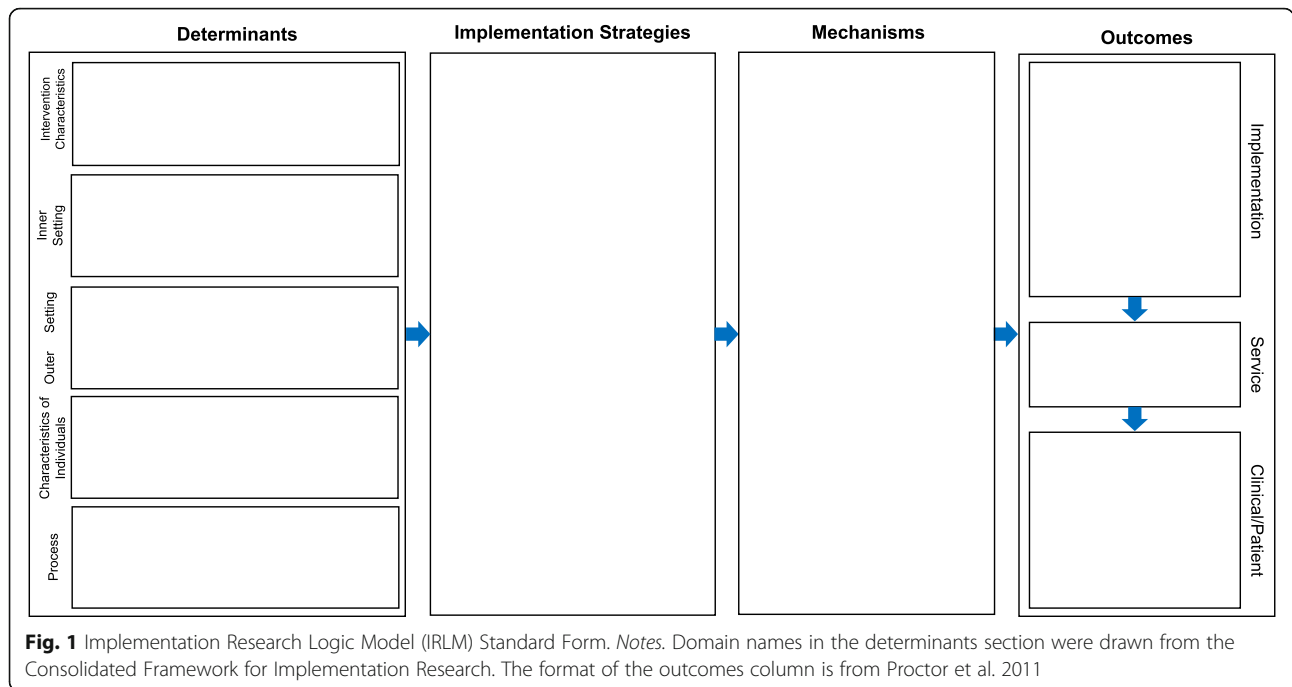 Determinants
Implementation Strategies
Mechanisms
Outcomes
Intervention
Characteristics
Inner
Setting
Outer Setting
Characteristics of
Individuals
Process
Implementation
Service
Clinical/Patient
Fig. 1 Implementation Research Logic Model (IRLM) Standard Form. Notes. Domain names in the determinants section were drawn from the
Consolidated Framework for Implementation Research. The format of the outcomes column is from Proctor et al. 2011